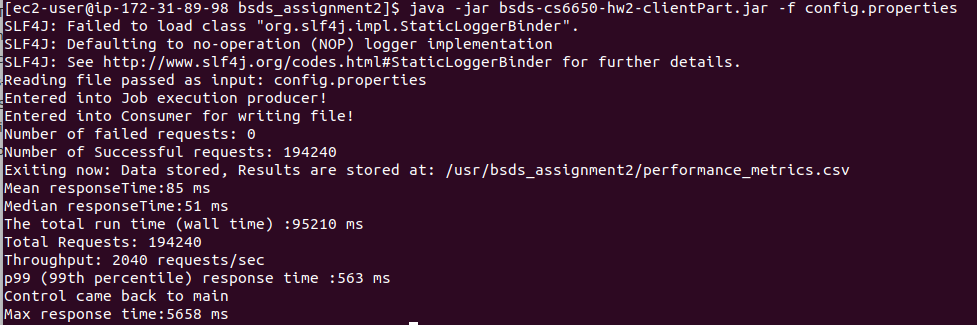 [ec2-user@ip-172-31-89-98 bsds_assignment2]$ java -jar bsds-cs6650-hw2-clientPart.jar -f config.properties
SLF4J: Failed to load class "org.slf4j.impl.StaticLoggerBinder".
SLF4J: Defaulting to no-operation (NOP) logger implementation
SLF4J: See http://www.slf4j.org/codes.html#StaticLoggerBinder for further details.
Reading file passed as input: config.properties
Entered into Job execution producer!
Entered into Consumer for writing file!
Number of failed requests: 0
Number of Successful requests: 194240
Exiting now: Data stored, Results are stored at: /usr/bsds_assignment2/performance_metrics.csv
Mean responseTime:85 ms
Median responseTime:51 ms
The total run time (wall time) :95210 ms
Total Requests: 194240
Throughput: 2040 requests/sec
p99 (99th percentile) response time :563 ms
Control came back to main
Max response time:5658 ms